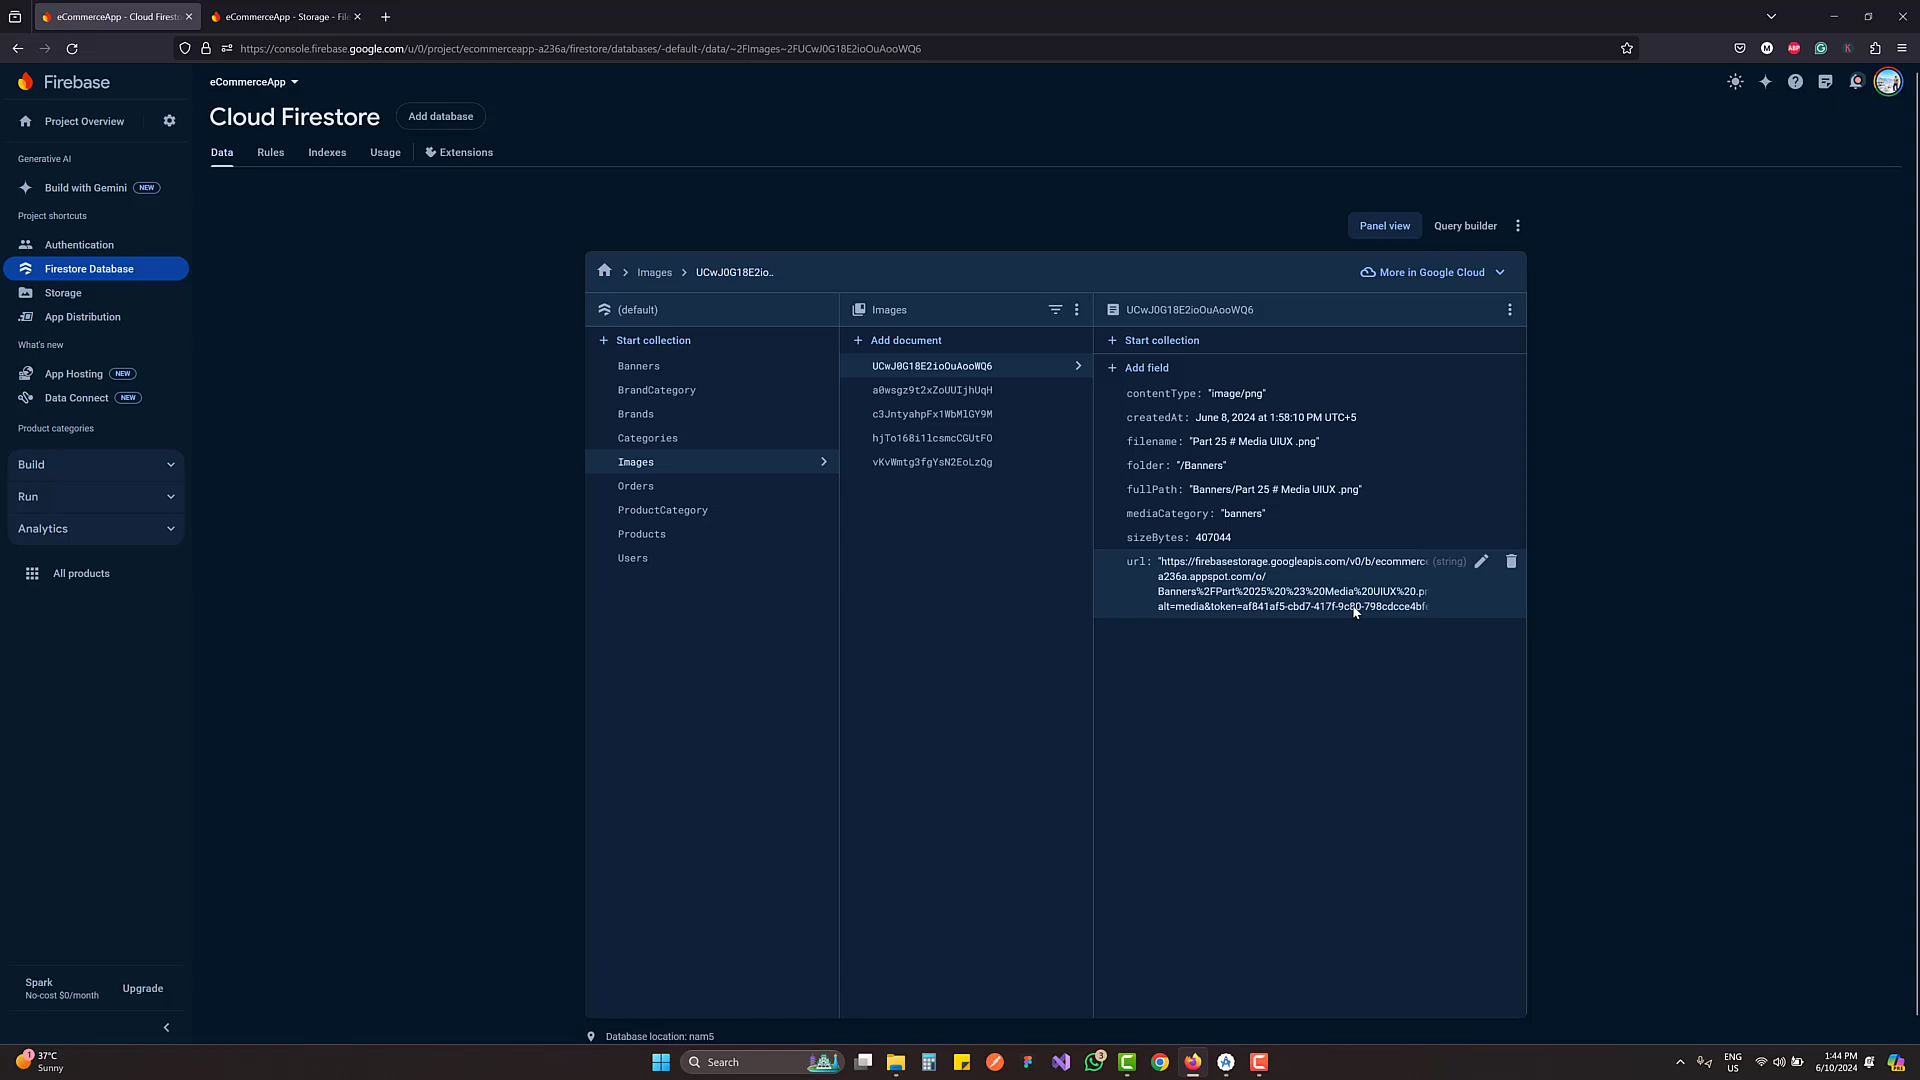 eCommerceApp - Cloud Firesto
eCommerceApp - Storage - File
https://console.firebase.google.com/u/0/project/ecommerceapp-a236a/firestore/databases/-default-/data/~2FImages~2FUCwJ0G18E2ioOuAooWQ6
Firebase
eCommerceApp
Project Overview
Cloud Firestore
Add database
Data
Rules
Indexes
Usage
Extensions
Generative AI
Build with Gemini
NEW
Project shortcuts
Authentication
Firestore Database
Storage
App Distribution
What's new
App Hosting
NEW
Data Connect
NEW
Product categories
Build
Run
Analytics
All products
Spark
No-cost $0/month
Upgrade
Panel view
Query builder
Images
UCwJ0G18E2io..
More in Google Cloud
(default)
Start collection
Banners
BrandCategory
Brands
Categories
Images
Orders
ProductCategory
Products
Users
Images
Add document
UCwJ0G18E2ioOuAooWQ6
a0wsgz9t2xZoUUIjhUqH
c3JntyahpFx1WbMlGY9M
hjTo168i1lcsmcCGUtFO
vKvWmtg3fgYsN2EoLzQg
UCwJ0G18E2ioOuAooWQ6
Start collection
Add field
contentType: "image/png"
createdAt: June 8, 2024 at 1:58:10 PM UTC+5
filename: "Part 25 # Media UIUX .png"
folder: "/Banners"
fullPath: "Banners/Part 25 # Media UIUX .png"
mediaCategory: "banners"
sizeBytes: 407044
url: "https://firebasestorage.googleapis.com/v0/b/ecommerc (string)
a236a.appspot.com/o/
Banners%2FPart%2025%20%23%20Media%20UIUX%20.pr
alt=media&token=af841af5-cbd7-417f-9c80-798cdcce4bf
Database location: nam5
1
37°C
Sunny
Search
3
ENG
US
1:44 PM
6/10/2024